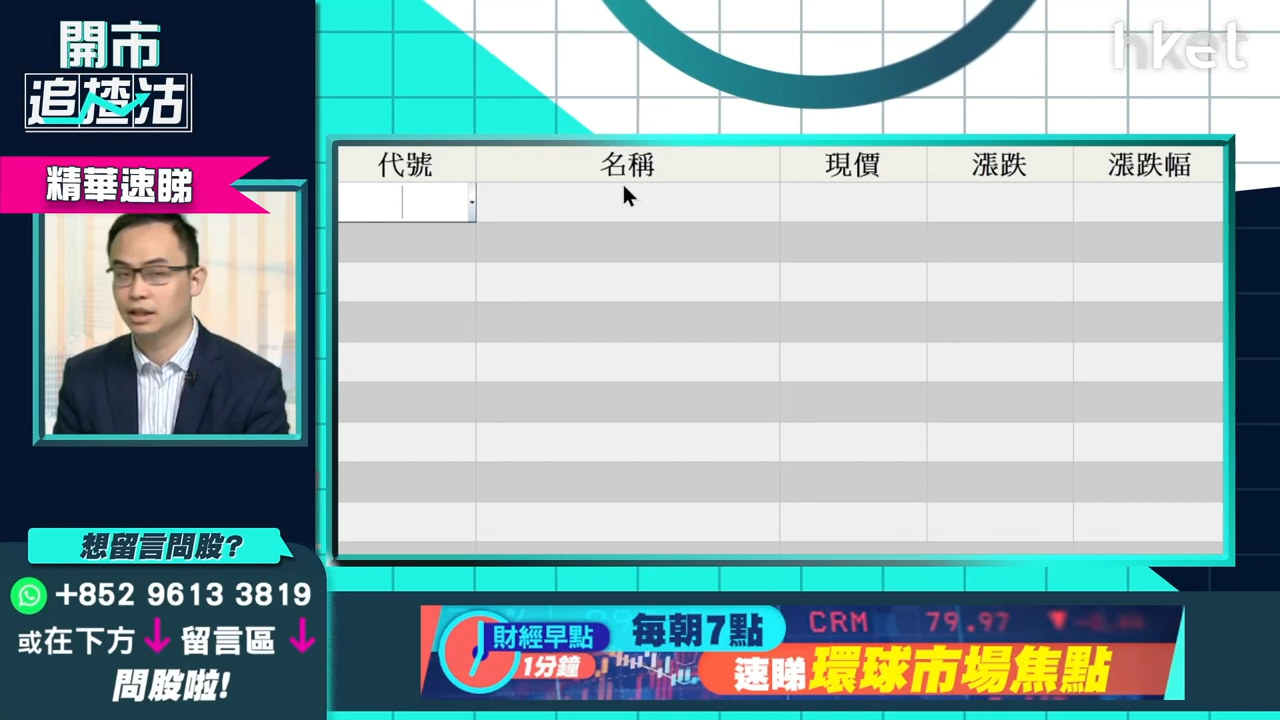 開市
追揸沽
hket
精華速睇
代號 名稱 現價 漲跌 漲跌幅
想留言問股?
+852 9613 3819
或在下方 留言區
問股啦!
財經早點
1分鐘
每朝7點
速睇環球市場焦點
CRM 79.97